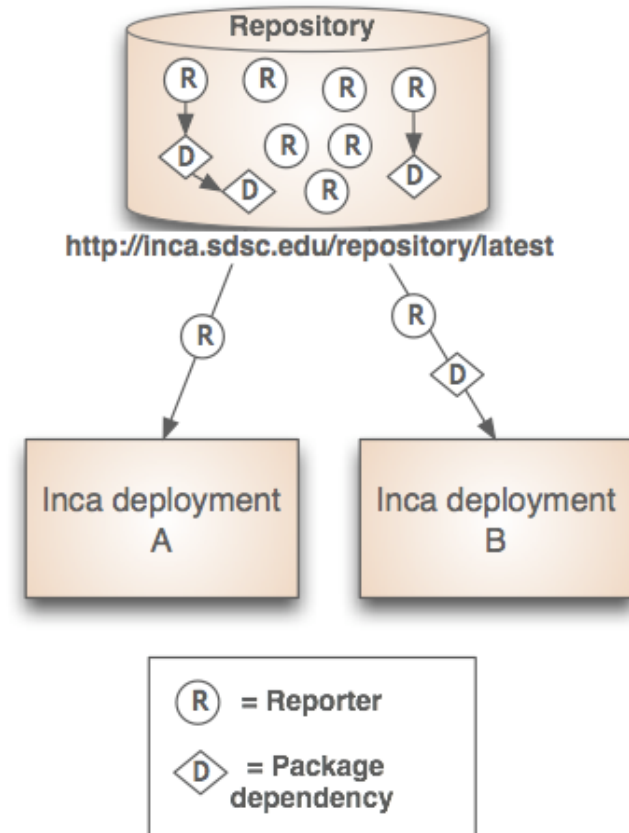 Repository
R
R
R
R
D
R
R
D
D
R
http://inca.sdsc.edu/repository/latest
R
R
D
Inca deployment
A
Inca deployment
B
R = Reporter
D = Package
dependency